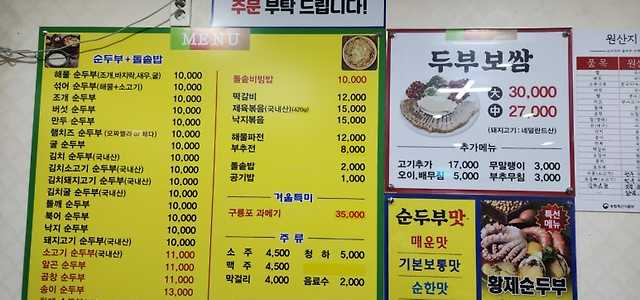 주문 부탁 드립니다!
MENU
순두부+돌솥밥
해물 순두부(조개,바지락,새우,굴) 10,000
섞어 순두부(해물+소고기) 10,000
조개 순두부 10,000
버섯 순두부 10,000
만두 순두부 10,000
햄치즈 순두부(모짜렐라 or 체다) 10,000
굴 순두부 10,000
김치 순두부(국내산) 10,000
김치소고기 순두부(국내산) 10,000
김치돼지고기 순두부(국내산) 10,000
김치굴 순두부(국내산) 10,000
들깨 순두부 10,000
북어 순두부 10,000
낙지 순두부 10,000
돼지고기 순두부(국내산) 10,000
소고기 순두부(국내산) 11,000
알곤 순두부 11,000
곱창 순두부 11,000
송이 순두부 13,000
돌솥비빔밥 10,000
떡갈비 12,000
제육볶음(국내산)(420g) 15,000
낙지볶음 15,000
해물파전 12,000
부추전 8,000
돌솥밥 2,000
공기밥 1,000
겨울특미
구룡포 과메기 35,000
주 류
소 주 4,500 청 하 5,000
맥 주 4,500
막걸리 4,000 음료수 2,000
두부보쌈
大 30,000
中 27,000
(돼지고기:네덜란드산)
추가메뉴
고기추가 17,000 무말랭이 3,000
오이,배무침 5,000 부추무침 3,000
순두부맛
매운맛
기본보통맛
순한맛
특선
메뉴
왕제순두부
원산지
품 목